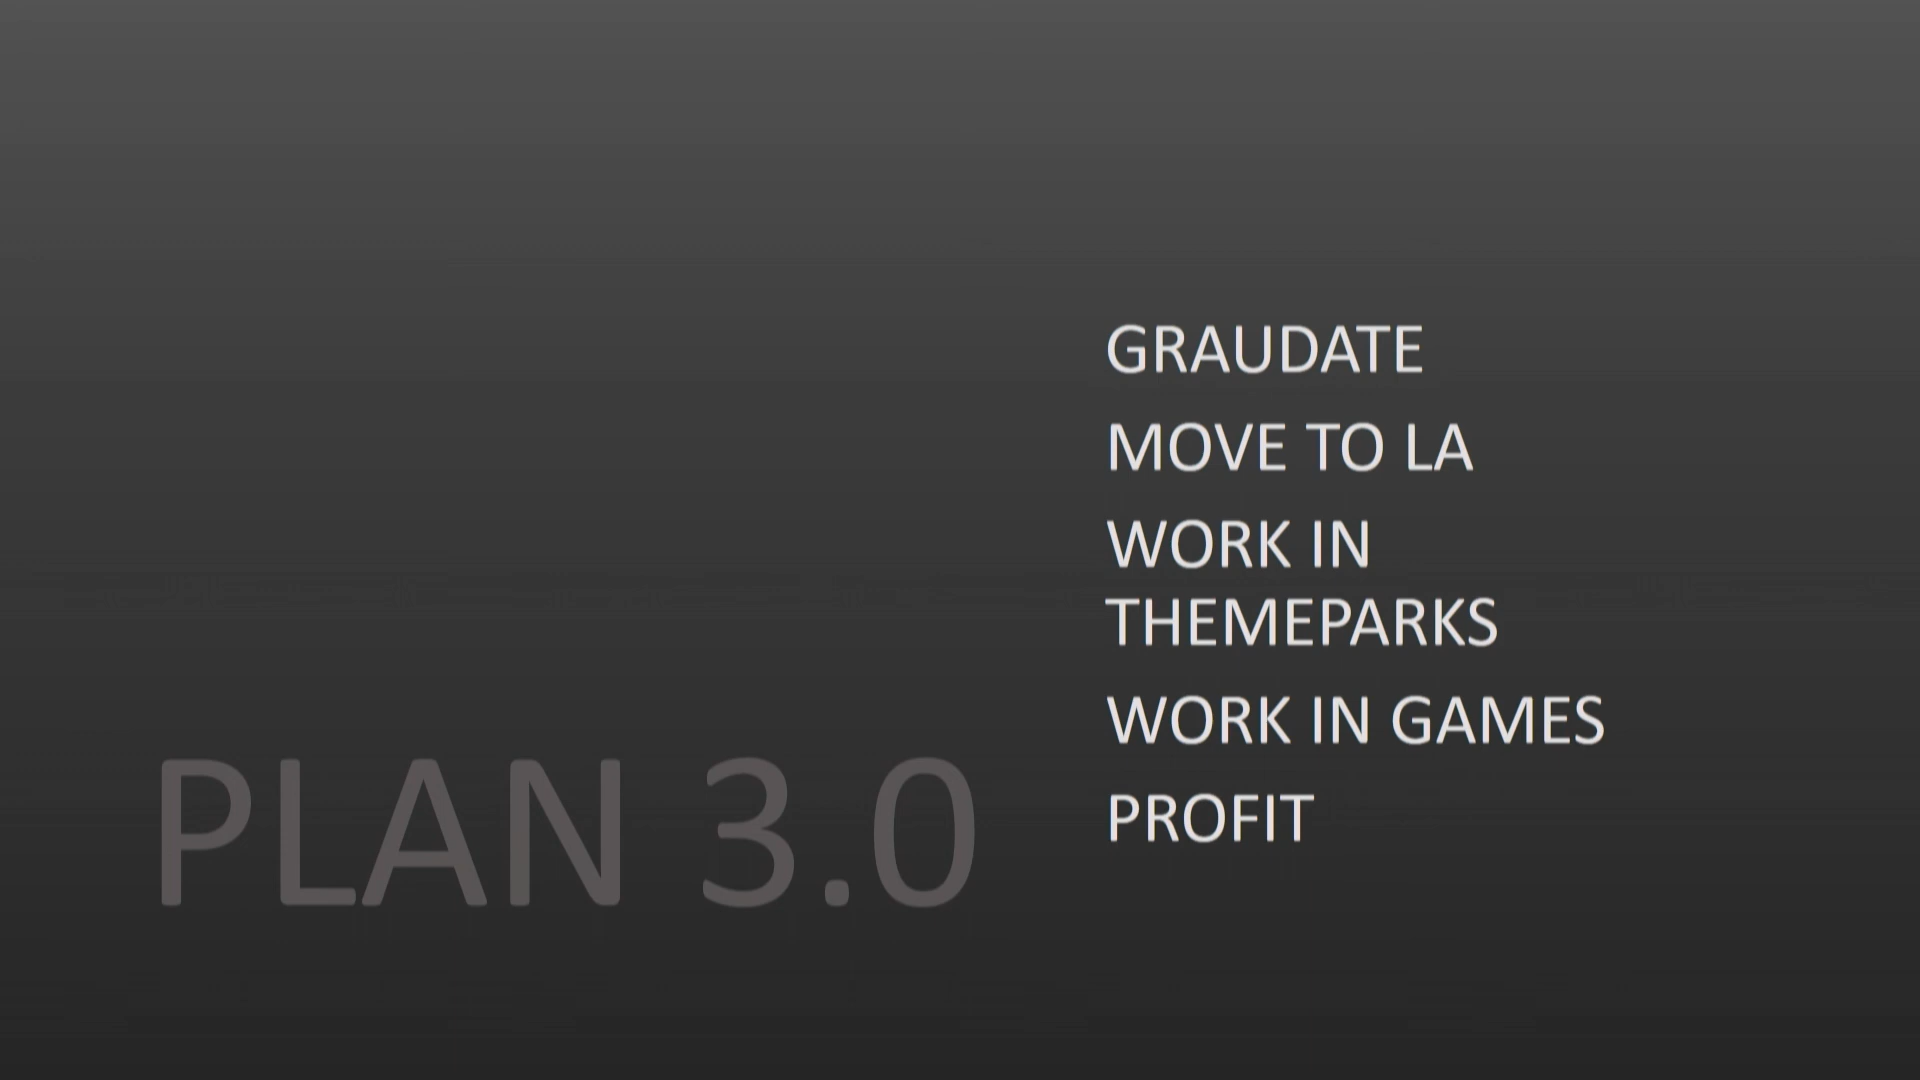 GRAUDATE
MOVE TO LA
WORK IN
THEMEPARKS
WORK IN GAMES
PROFIT
PLAN 3.0